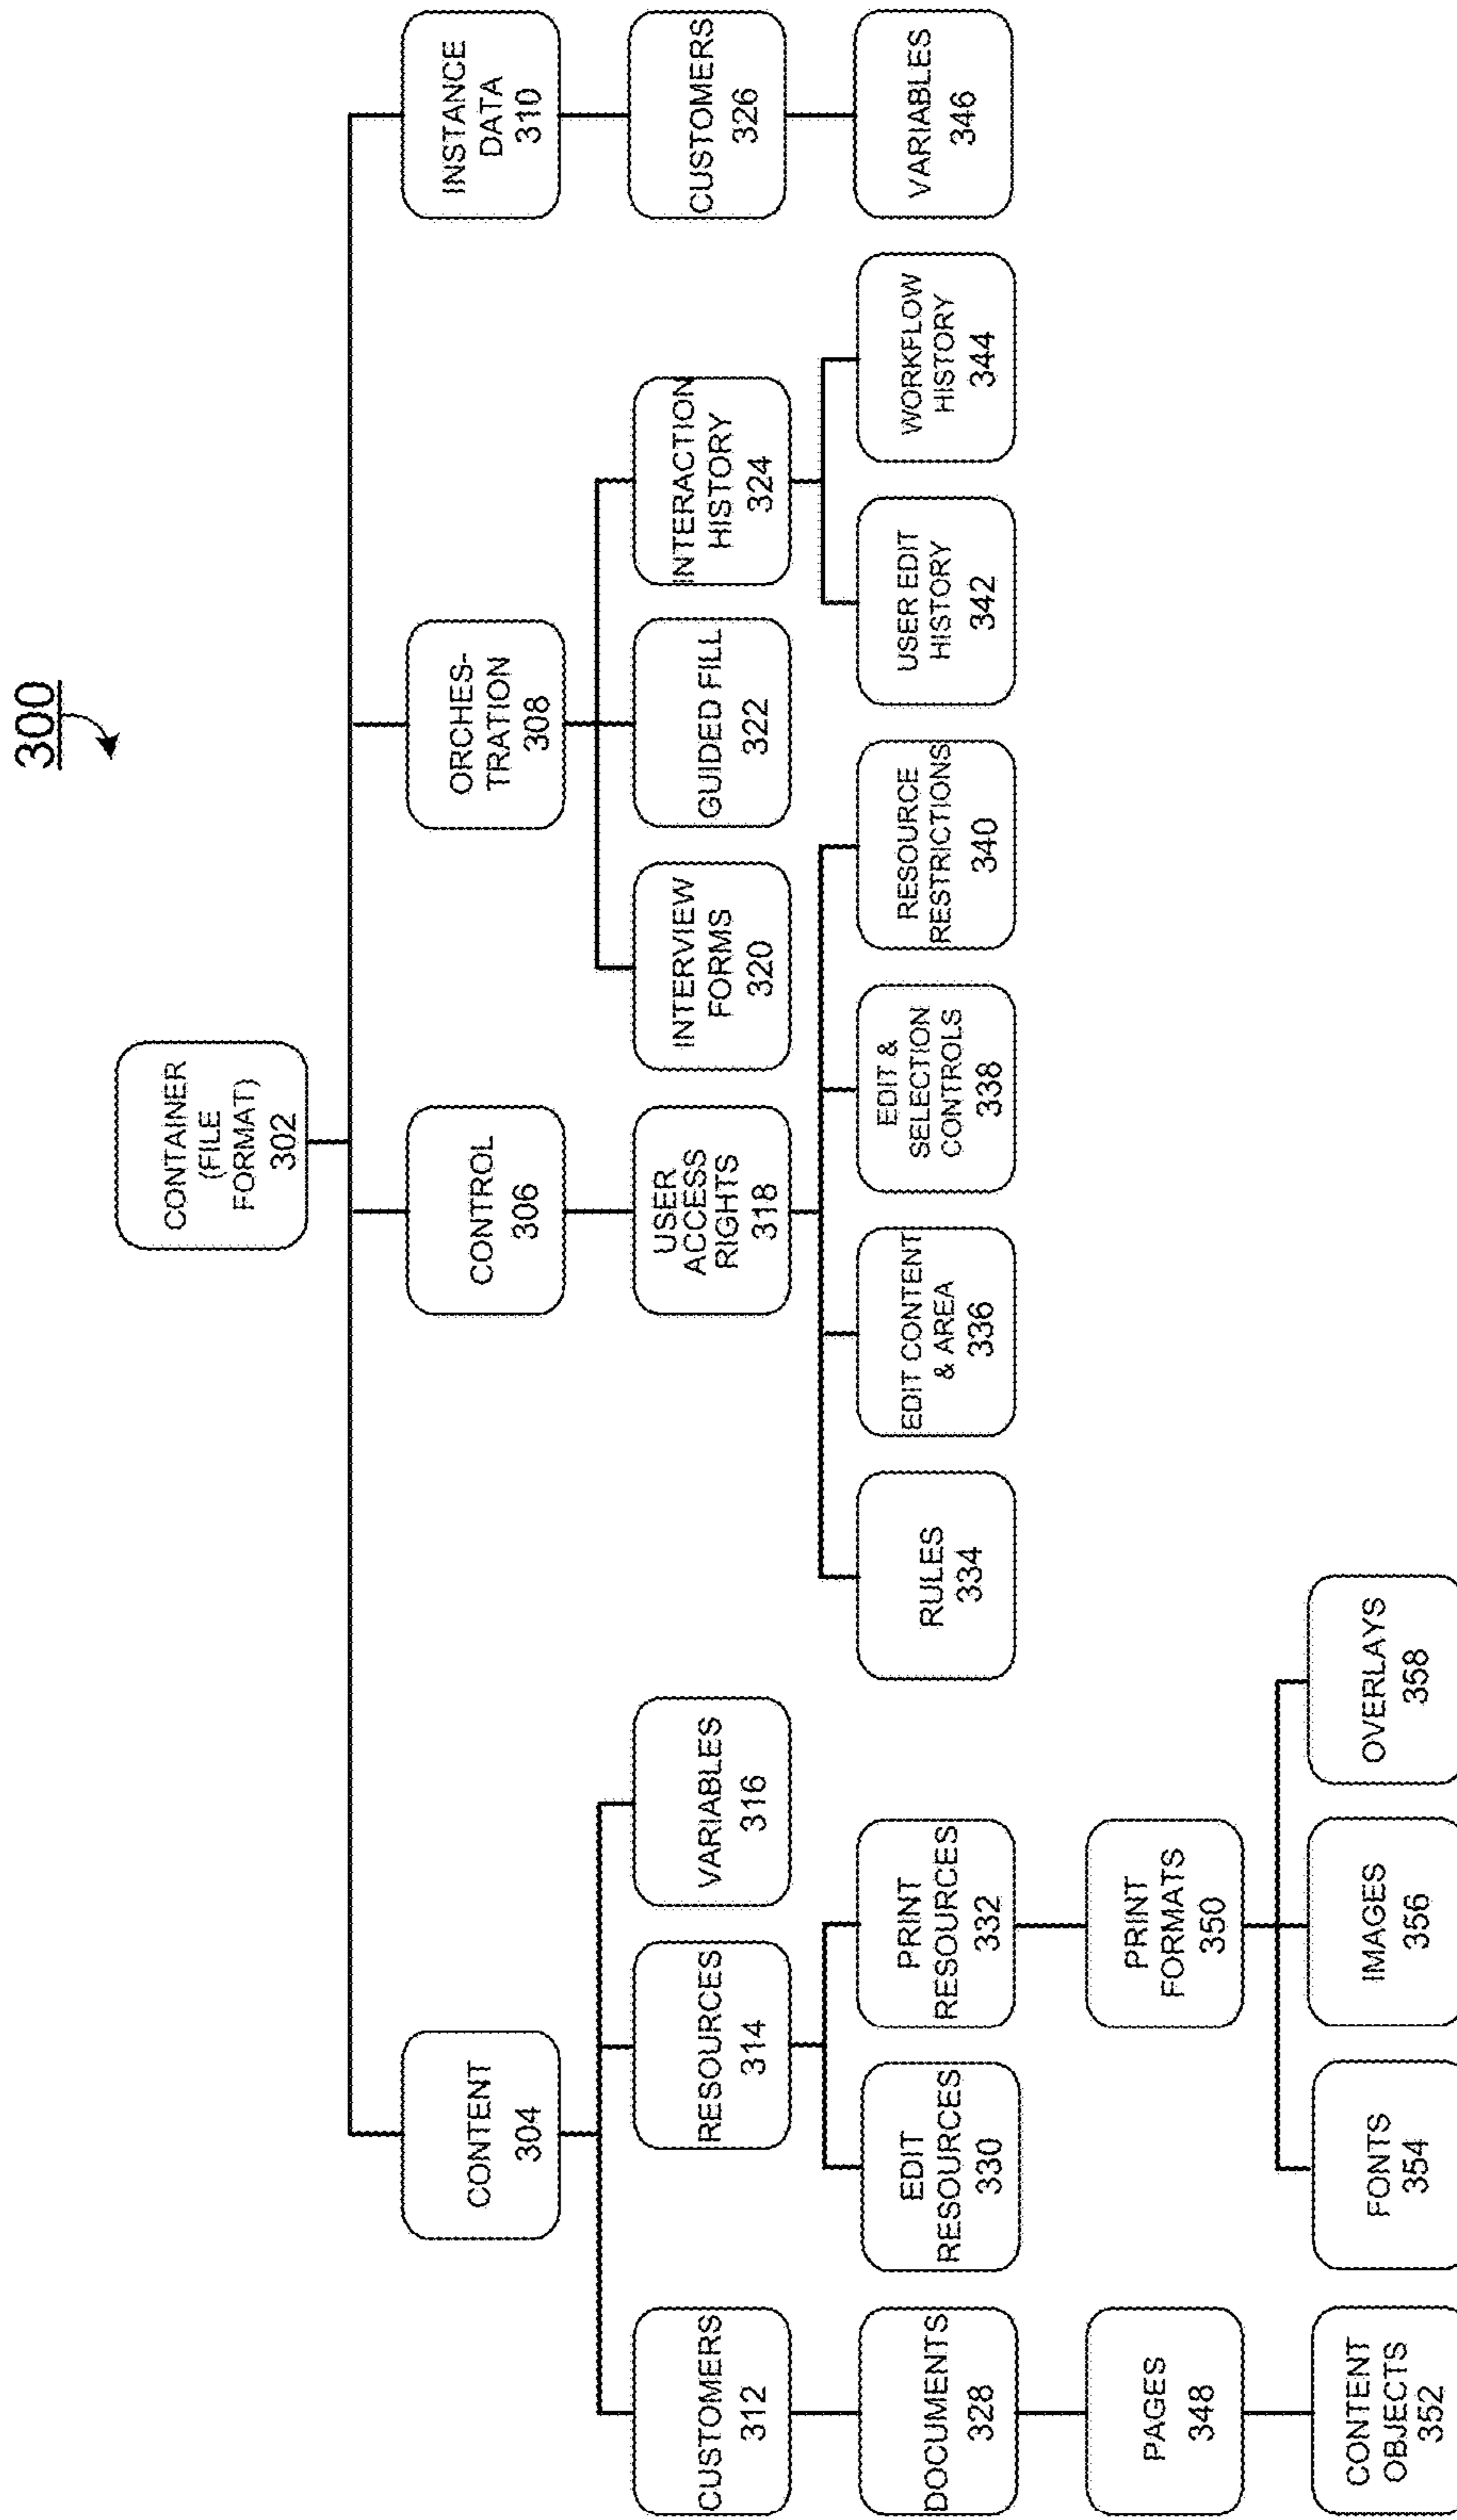 300
CONTAINER
(FILE
FORMAT)
302
CONTENT
304
CONTROL
306
ORCHES-
TRATION
308
INSTANCE
DATA
310
CUSTOMERS
312
RESOURCES
314
VARIABLES
316
USER
ACCESS
RIGHTS
318
INTERVIEW
FORMS
320
GUIDED FILL
322
INTERACTION
HISTORY
324
CUSTOMERS
326
DOCUMENTS
328
EDIT
RESOURCES
330
PRINT
RESOURCES
332
RULES
334
EDIT CONTENT
& AREA
336
EDIT &
SELECTION
CONTROLS
338
RESOURCE
RESTRICTIONS
340
USER EDIT
HISTORY
342
WORKFLOW
HISTORY
344
VARIABLES
346
PAGES
348
PRINT
FORMATS
350
CONTENT
OBJECTS
352
FONTS
354
IMAGES
356
OVERLAYS
358